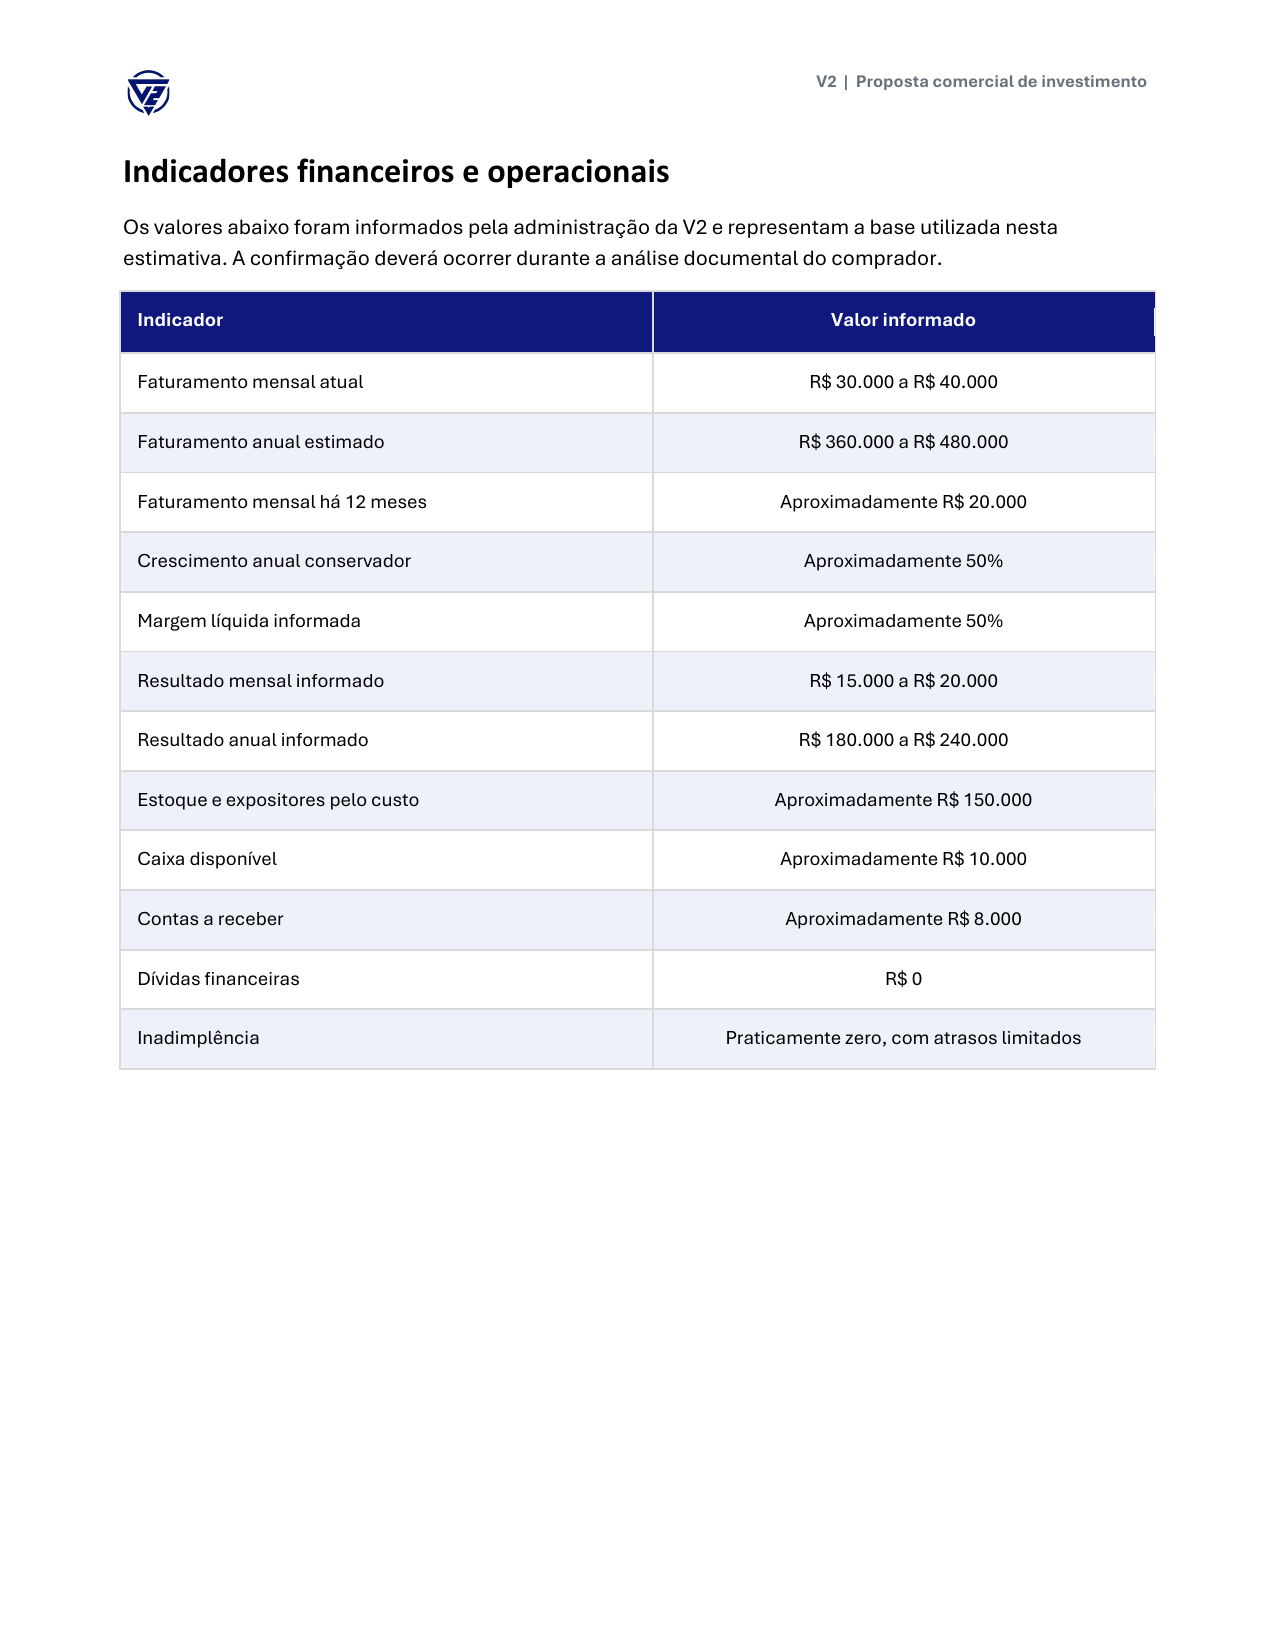 V2
V2 | Proposta comercial de investimento
Indicadores financeiros e operacionais
Os valores abaixo foram informados pela administração da V2 e representam a base utilizada nesta
estimativa. A confirmação deverá ocorrer durante a análise documental do comprador.
Indicador Valor informado
Faturamento mensal atual R$ 30.000 a R$ 40.000
Faturamento anual estimado R$ 360.000 a R$ 480.000
Faturamento mensal há 12 meses Aproximadamente R$ 20.000
Crescimento anual conservador Aproximadamente 50%
Margem líquida informada Aproximadamente 50%
Resultado mensal informado R$ 15.000 a R$ 20.000
Resultado anual informado R$ 180.000 a R$ 240.000
Estoque e expositores pelo custo Aproximadamente R$ 150.000
Caixa disponível Aproximadamente R$ 10.000
Contas a receber Aproximadamente R$ 8.000
Dívidas financeiras R$ 0
Inadimplência Praticamente zero, com atrasos limitados